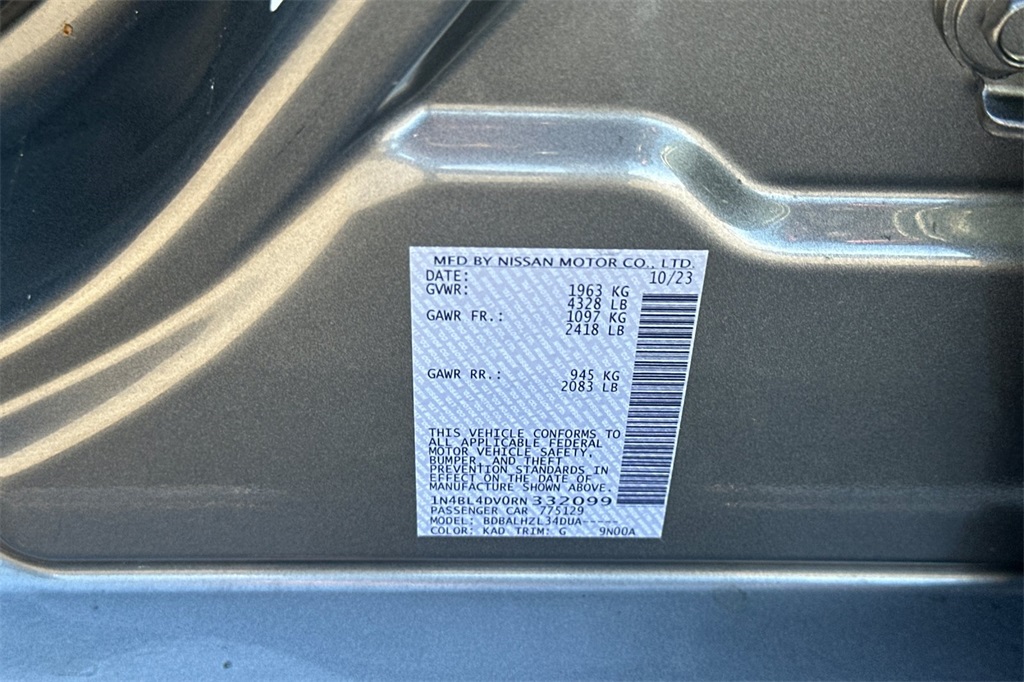 MFD BY NISSAN MOTOR CO., LTD.
DATE: 10/23
GVWR: 1963 KG
4328 LB
GAWR FR.: 1097 KG
2418 LB
GAWR RR.: 945 KG
2083 LB
THIS VEHICLE CONFORMS TO
ALL APPLICABLE FEDERAL
MOTOR VEHICLE SAFETY,
BUMPER, AND THEFT
PREVENTION STANDARDS IN
EFFECT ON THE DATE OF
MANUFACTURE SHOWN ABOVE.
1N4BL4DV0RN332099
PASSENGER CAR 775129
MODEL: BDBALHZL34DUA-----
COLOR: KAD TRIM: G 9N00A